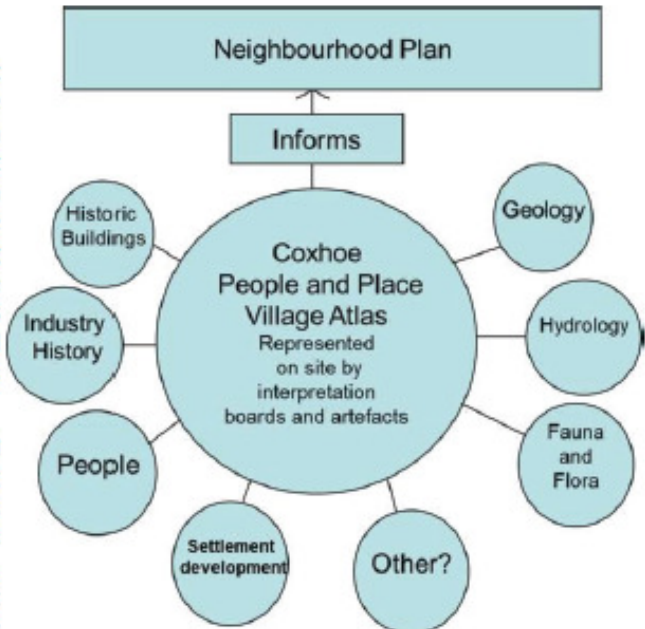 Neighbourhood Plan
Informs
Coxhoe
People and Place
Village Atlas
Represented
on site by
interpretation
boards and artefacts
Historic
Buildings
Industry
History
People
Settlement
development
Other?
Fauna
and
Flora
Hydrology
Geology